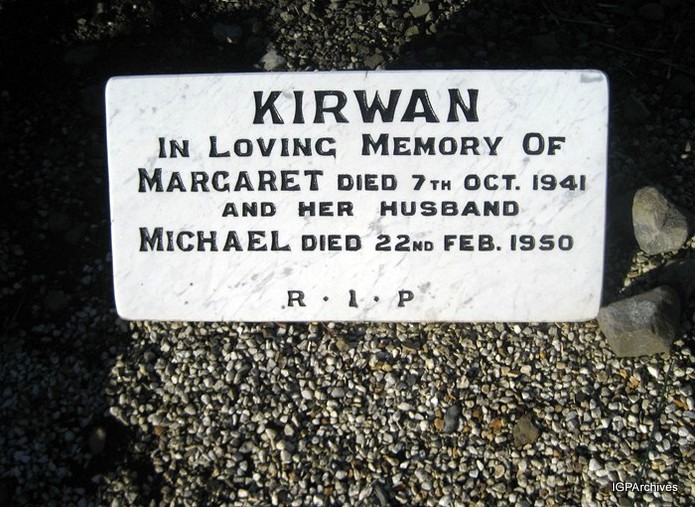 KIRWAN
IN LOVING MEMORY OF
MARGARET DIED 7TH OCT. 1941
AND HER HUSBAND
MICHAEL DIED 22ND FEB. 1950
R · I · P
IGPArchives